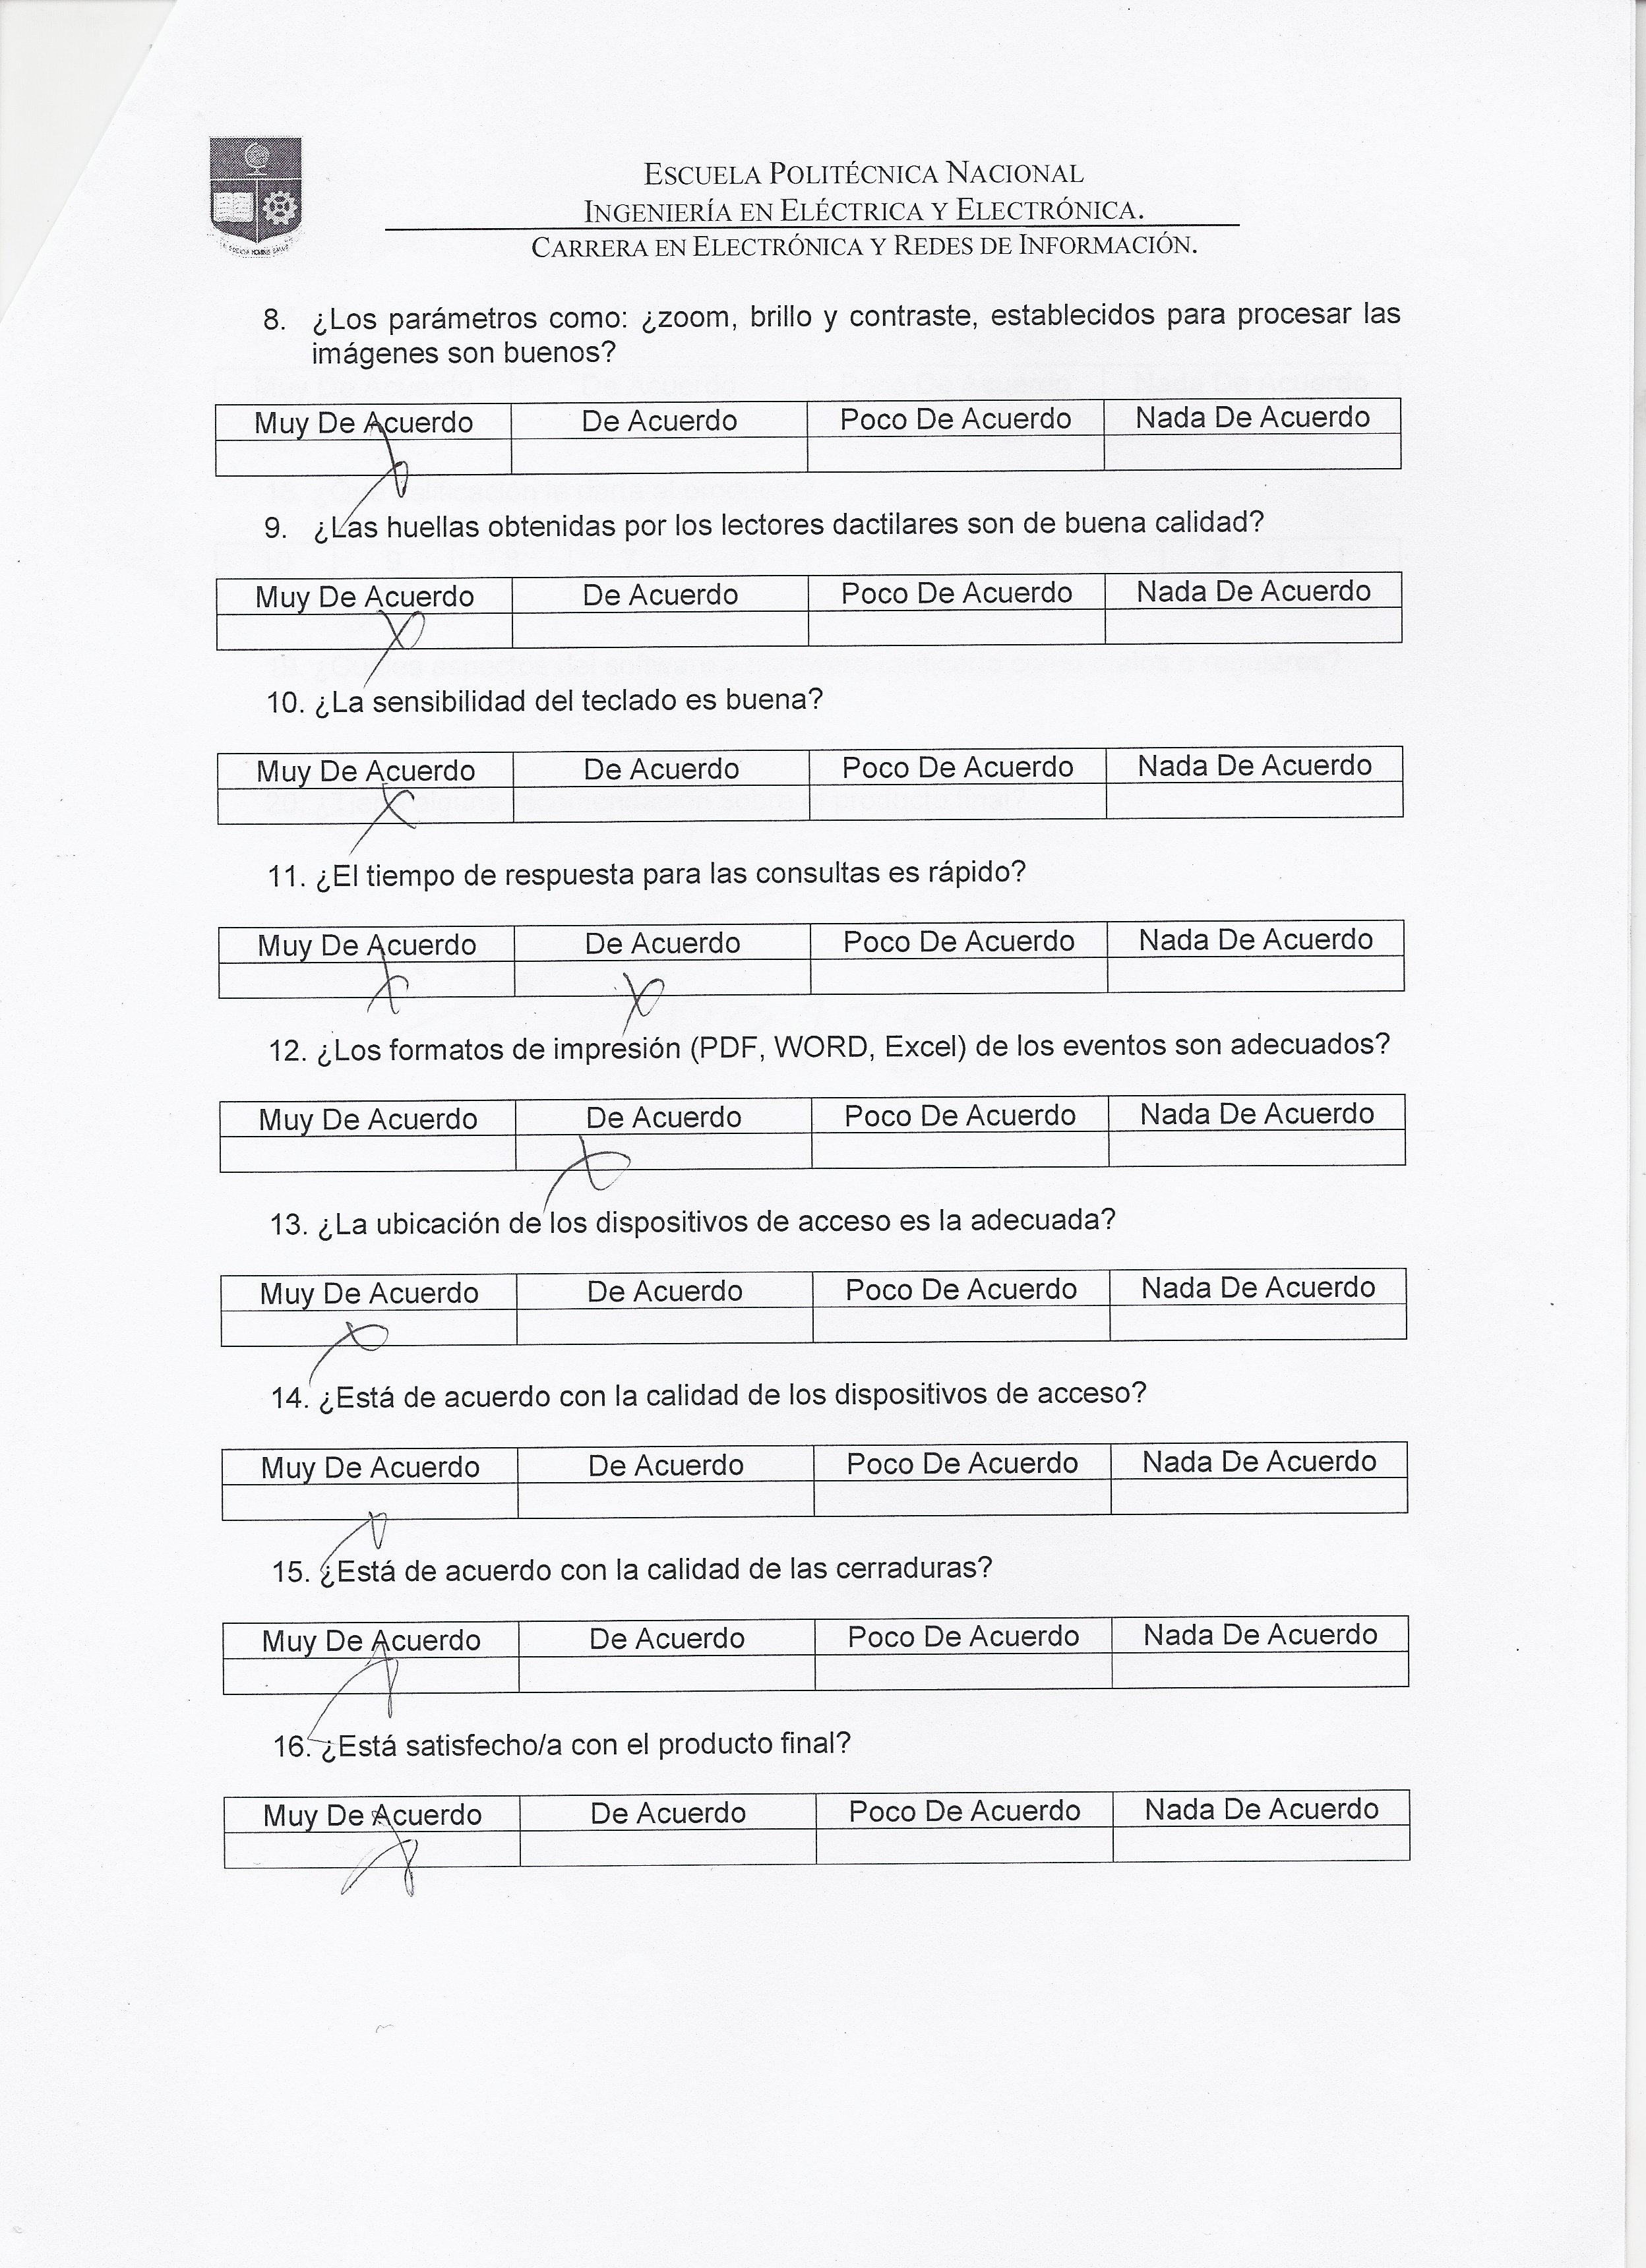 ESCUELA POLITÉCNICA NACIONAL
INGENIERÍA EN ELÉCTRICA Y ELECTRÓNICA.
CARRERA EN ELECTRÓNICA Y REDES DE INFORMACIÓN.
8. ¿Los parámetros como: ¿zoom, brillo y contraste, establecidos para procesar las
imágenes son buenos?
Muy De Acuerdo De Acuerdo Poco De Acuerdo Nada De Acuerdo
9. ¿Las huellas obtenidas por los lectores dactilares son de buena calidad?
Muy De Acuerdo De Acuerdo Poco De Acuerdo Nada De Acuerdo
10. ¿La sensibilidad del teclado es buena?
Muy De Acuerdo De Acuerdo Poco De Acuerdo Nada De Acuerdo
11. ¿El tiempo de respuesta para las consultas es rápido?
Muy De Acuerdo De Acuerdo Poco De Acuerdo Nada De Acuerdo
12. ¿Los formatos de impresión (PDF, WORD, Excel) de los eventos son adecuados?
Muy De Acuerdo De Acuerdo Poco De Acuerdo Nada De Acuerdo
13. ¿La ubicación de los dispositivos de acceso es la adecuada?
Muy De Acuerdo De Acuerdo Poco De Acuerdo Nada De Acuerdo
14. ¿Está de acuerdo con la calidad de los dispositivos de acceso?
Muy De Acuerdo De Acuerdo Poco De Acuerdo Nada De Acuerdo
15. ¿Está de acuerdo con la calidad de las cerraduras?
Muy De Acuerdo De Acuerdo Poco De Acuerdo Nada De Acuerdo
16. ¿Está satisfecho/a con el producto final?
Muy De Acuerdo De Acuerdo Poco De Acuerdo Nada De Acuerdo